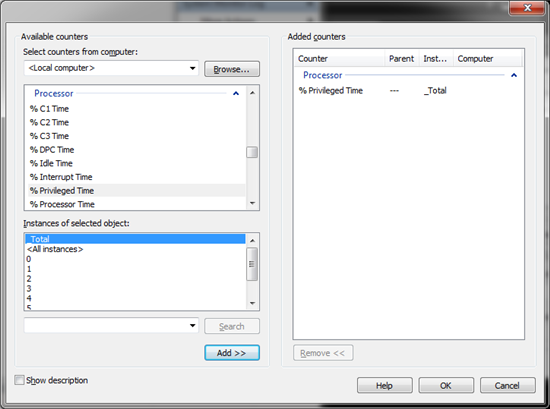 Available counters
Select counters from computer:
<Local computer>
Browse...
Processor
% C1 Time
% C2 Time
% C3 Time
% DPC Time
% Idle Time
% Interrupt Time
% Privileged Time
% Processor Time
Instances of selected object:
_Total
<All instances>
0
1
2
3
4
5
Search
Add >>
Show description
Added counters
Counter Parent Inst... Computer
Processor
% Privileged Time --- _Total
Remove <<
Help OK Cancel